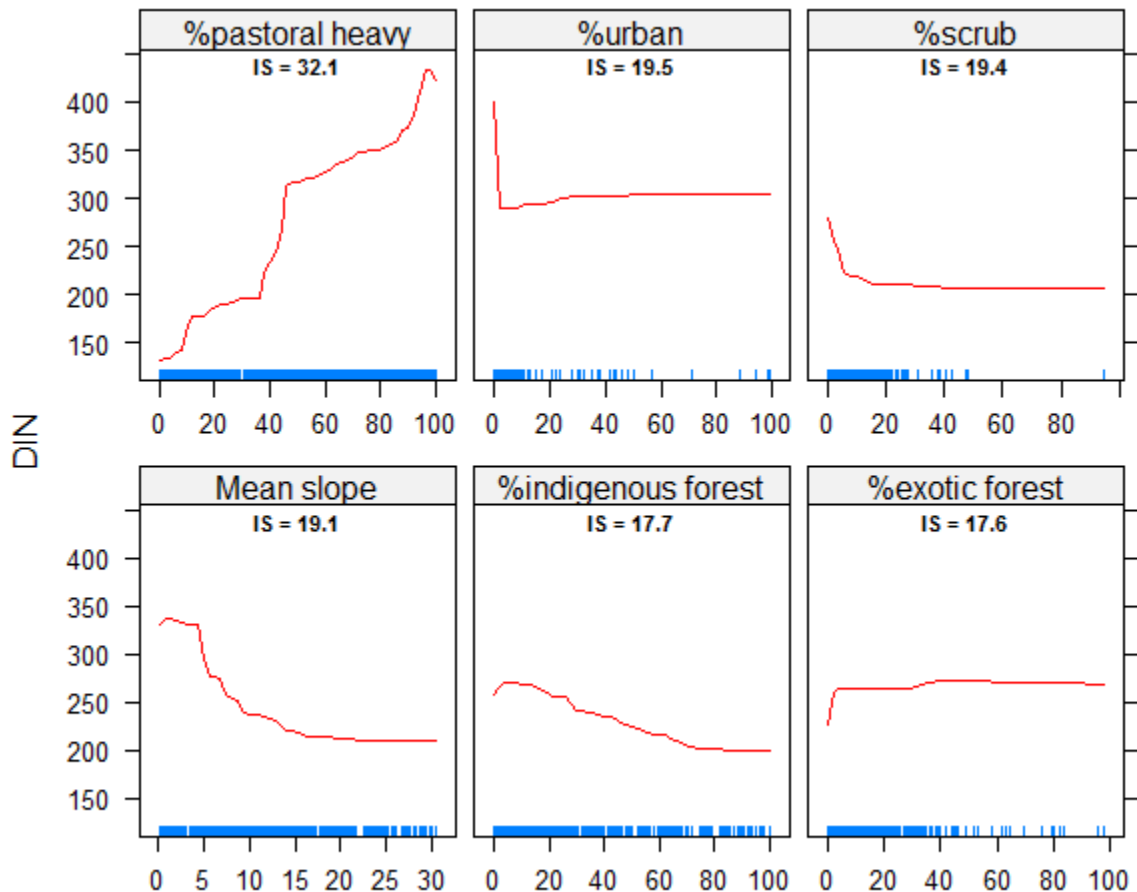 %pastoral heavy %urban %scrub
IS = 32.1 IS = 19.5 IS = 19.4
400
350
300
250
200
150
0 20 40 60 80 100 0 20 40 60 80 100 0 20 40 60 80
DIN
Mean slope %indigenous forest %exotic forest
IS = 19.1 IS = 17.7 IS = 17.6
400
350
300
250
200
150
0 5 10 15 20 25 30 0 20 40 60 80 100 0 20 40 60 80 100